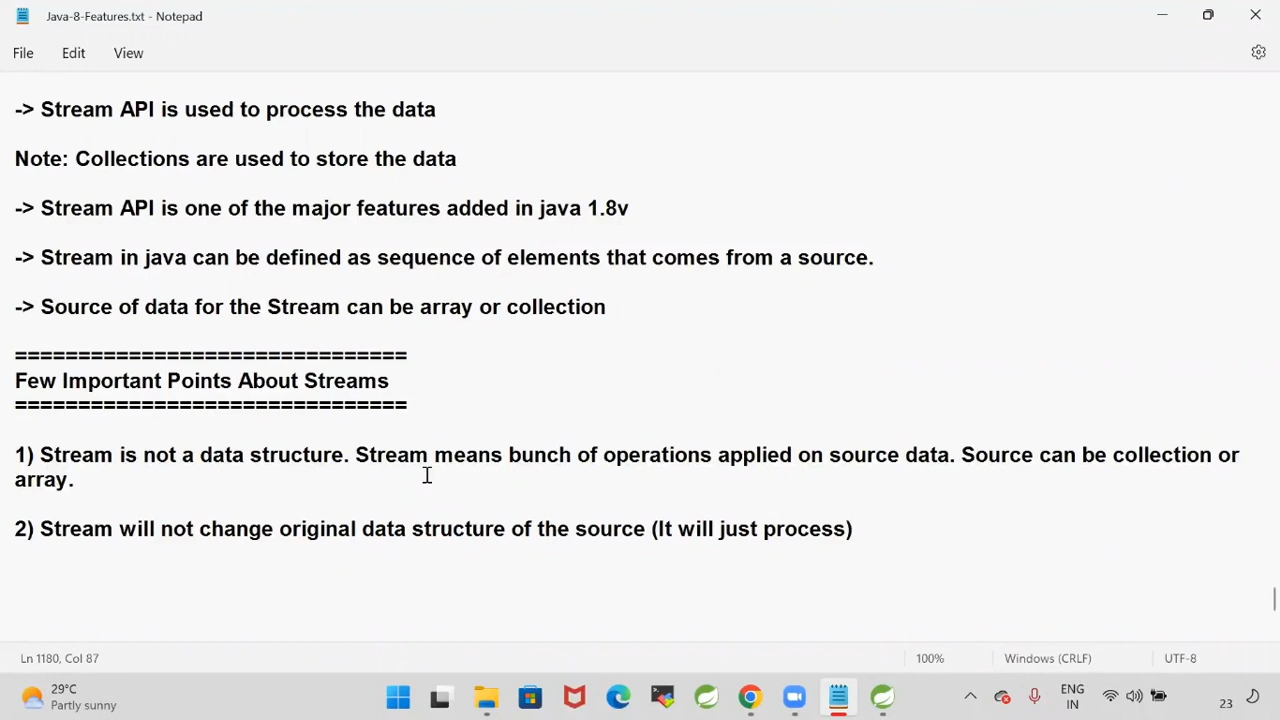 Java-8-Features.txt - Notepad
File Edit View
-> Stream API is used to process the data
Note: Collections are used to store the data
-> Stream API is one of the major features added in java 1.8v
-> Stream in java can be defined as sequence of elements that comes from a source.
-> Source of data for the Stream can be array or collection
===============================
Few Important Points About Streams
===============================
1) Stream is not a data structure. Stream means bunch of operations applied on source data. Source can be collection or
array.
2) Stream will not change original data structure of the source (It will just process)
Ln 1180, Col 87 100% Windows (CRLF) UTF-8
29°C
Partly sunny
ENG
IN
23